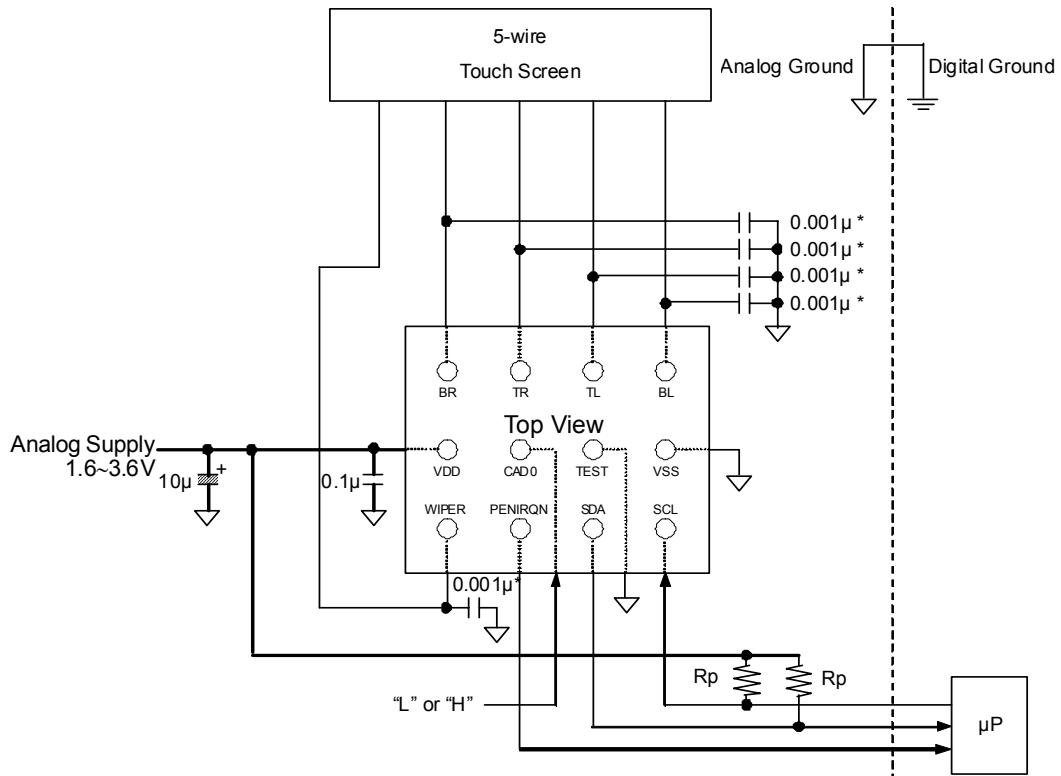 5-wire
Touch Screen
Analog Ground
Digital Ground
0.001µ *
0.001µ *
0.001µ *
0.001µ *
BR
TR
TL
BL
Top View
Analog Supply
1.6~3.6V
10µ
+
0.1µ
VDD
CAD0
TEST
VSS
WIPER
PENIRQN
SDA
SCL
0.001µ*
Rp
Rp
“L” or “H”
µP